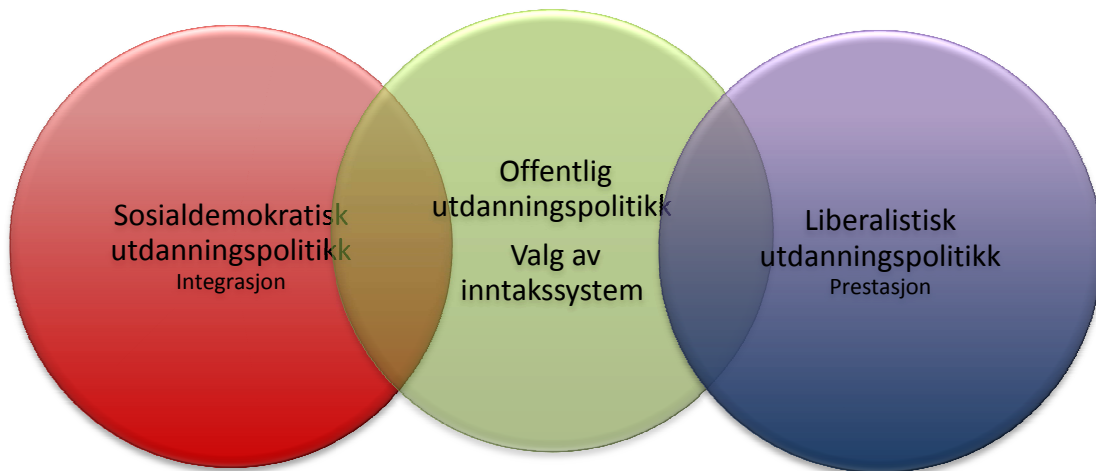 Sosialdemokratisk
utdanningspolitikk
Integrasjon
Offentlig
utdanningspolitikk
Valg av
inntakssystem
Liberalistisk
utdanningspolitikk
Prestasjon